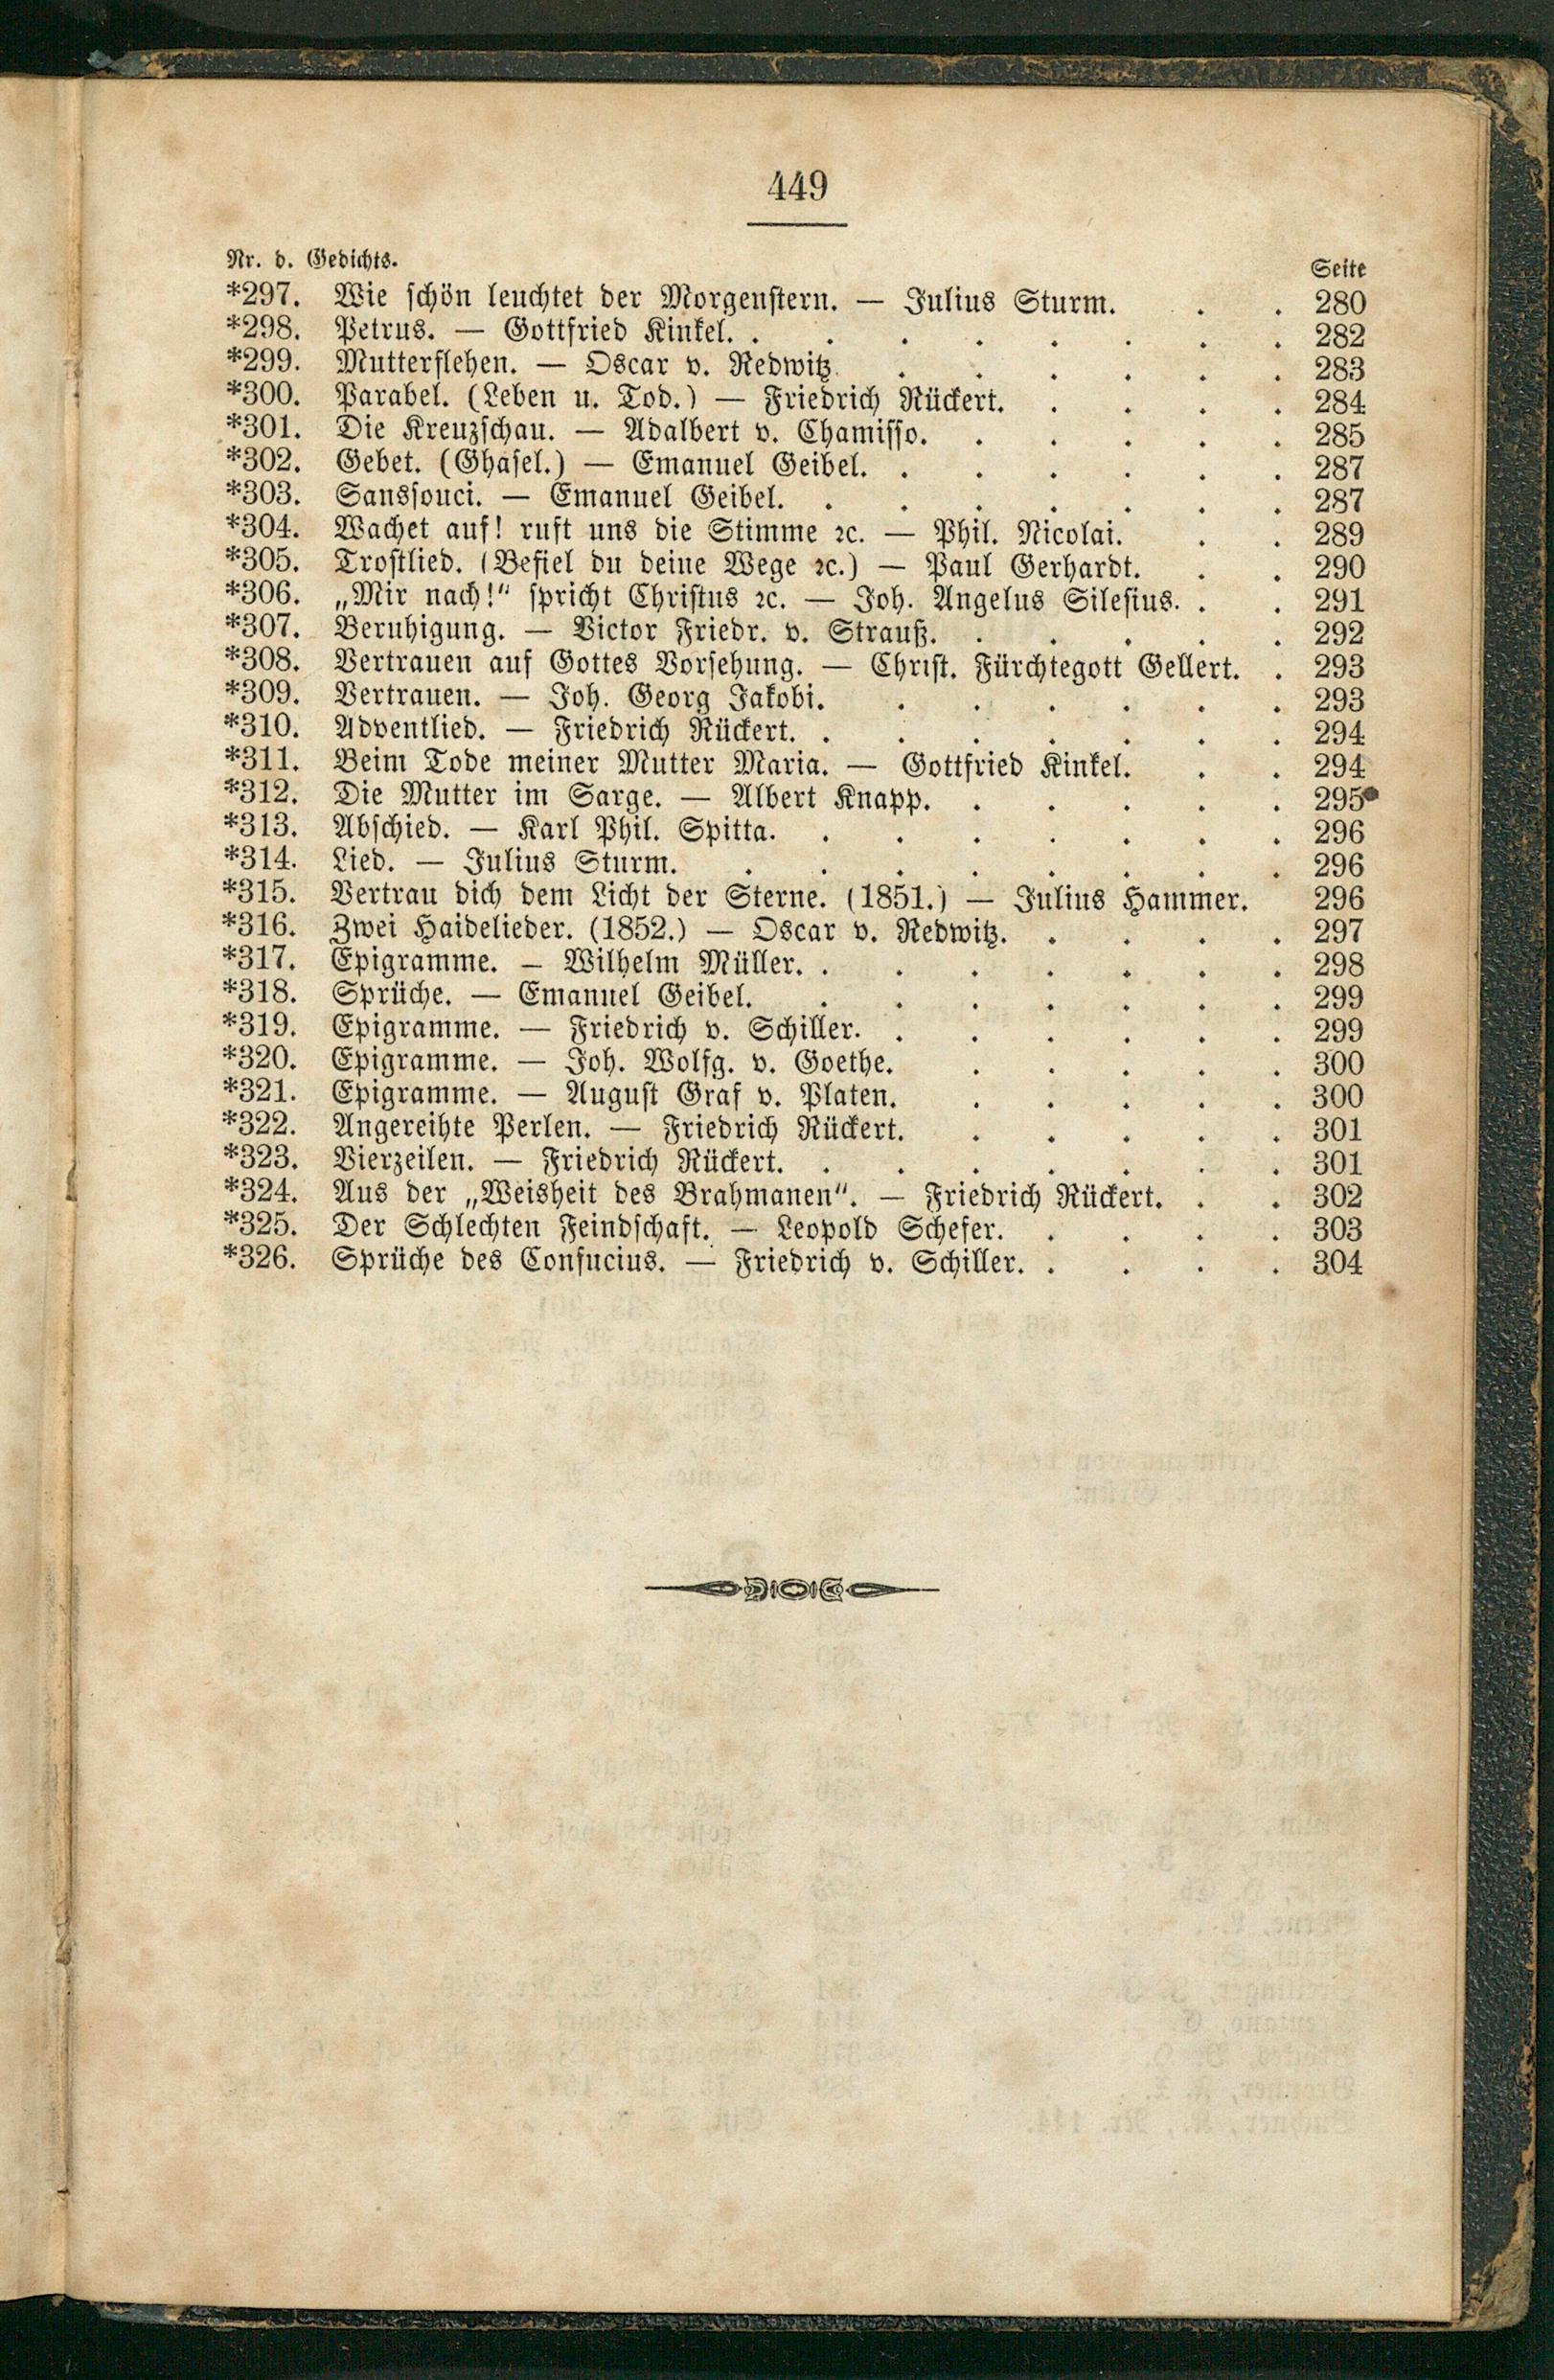 449
Nr. d. Gedichts. Seite
*297. Wie schön leuchtet der Morgenstern. — Julius Sturm. . . 280
*298. Petrus. — Gottfried Kinkel. . . . . . . . . 282
*299. Mutterflehen. — Oscar v. Redwitz. . . . . . . 283
*300. Parabel. (Leben u. Tod.) — Friedrich Rückert. . . . . 284
*301. Die Kreuzschau. — Adalbert v. Chamisso. . . . . . 285
*302. Gebet. (Ghasel.) — Emanuel Geibel. . . . . . . 287
*303. Sanssouci. — Emanuel Geibel. . . . . . . . 287
*304. Wachet auf! ruft uns die Stimme ꝛc. — Phil. Nicolai. . . 289
*305. Trostlied. (Befiel du deine Wege ꝛc.) — Paul Gerhardt. . . 290
*306. „Mir nach!“ spricht Christus ꝛc. — Joh. Angelus Silesius. . . 291
*307. Beruhigung. — Victor Friedr. v. Strauß. . . . . . 292
*308. Vertrauen auf Gottes Vorsehung. — Christ. Fürchtegott Gellert. . 293
*309. Vertrauen. — Joh. Georg Jakobi. . . . . . . 293
*310. Adventlied. — Friedrich Rückert. . . . . . . . 294
*311. Beim Tode meiner Mutter Maria. — Gottfried Kinkel. . . 294
*312. Die Mutter im Sarge. — Albert Knapp. . . . . . 295
*313. Abschied. — Karl Phil. Spitta. . . . . . . . 296
*314. Lied. — Julius Sturm. . . . . . . . . 296
*315. Vertrau dich dem Licht der Sterne. (1851.) — Julius Hammer. 296
*316. Zwei Haidelieder. (1852.) — Oscar v. Redwitz. . . . . 297
*317. Epigramme. — Wilhelm Müller. . . . . . . . 298
*318. Sprüche. — Emanuel Geibel. . . . . . . . 299
*319. Epigramme. — Friedrich v. Schiller. . . . . . . 299
*320. Epigramme. — Joh. Wolfg. v. Goethe. . . . . . 300
*321. Epigramme. — August Graf v. Platen. . . . . . 300
*322. Angereihte Perlen. — Friedrich Rückert. . . . . . 301
*323. Vierzeilen. — Friedrich Rückert. . . . . . . . 301
*324. Aus der „Weisheit des Brahmanen“. — Friedrich Rückert. . . 302
*325. Der Schlechten Feindschaft. — Leopold Schefer. . . . . 303
*326. Sprüche des Confucius. — Friedrich v. Schiller. . . . . 304